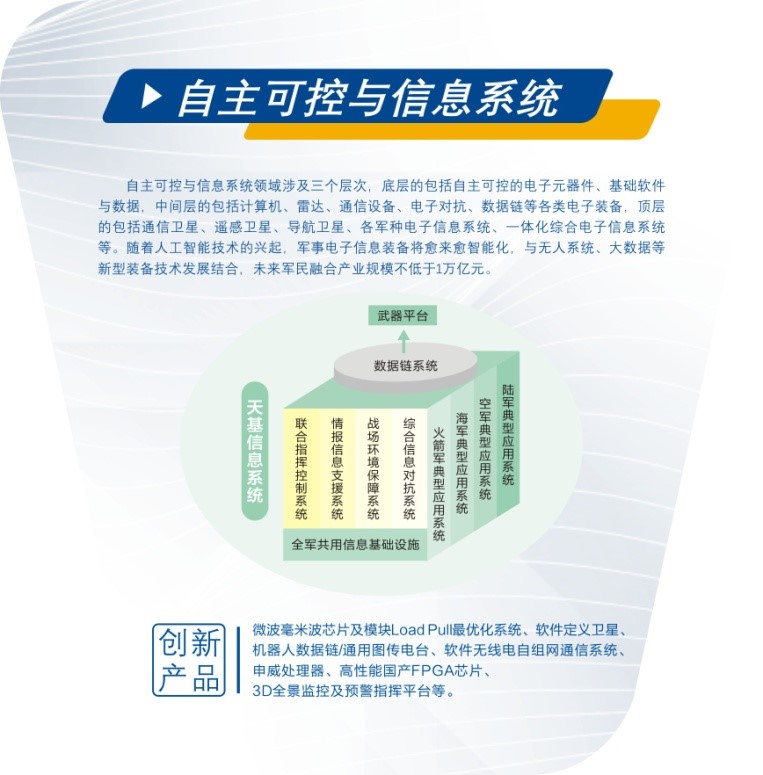 自主可控与信息系统
自主可控与信息系统领域涉及三个层次，底层的包括自主可控的电子元器件、基础软件
与数据，中间层的包括计算机、雷达、通信设备、电子对抗、数据链等各类电子装备，顶层
的包括通信卫星、遥感卫星、导航卫星、各军种电子信息系统、一体化综合电子信息系统
等。随着人工智能技术的兴起，军事电子信息装备将愈来愈智能化，与无人系统、大数据等
新型装备技术发展结合，未来军民融合产业规模不低于1万亿元。
武器平台
数据链系统
天基信息系统
联合指挥控制系统
情报信息支援系统
战场环境保障系统
综合信息对抗系统
火箭军典型应用系统
海军典型应用系统
空军典型应用系统
陆军典型应用系统
全军共用信息基础设施
创新
产品
微波毫米波芯片及模块Load Pull最优化系统、软件定义卫星、
机器人数据链/通用图传电台、软件无线电自组网通信系统、
申威处理器、高性能国产FPGA芯片、
3D全景监控及预警指挥平台等。